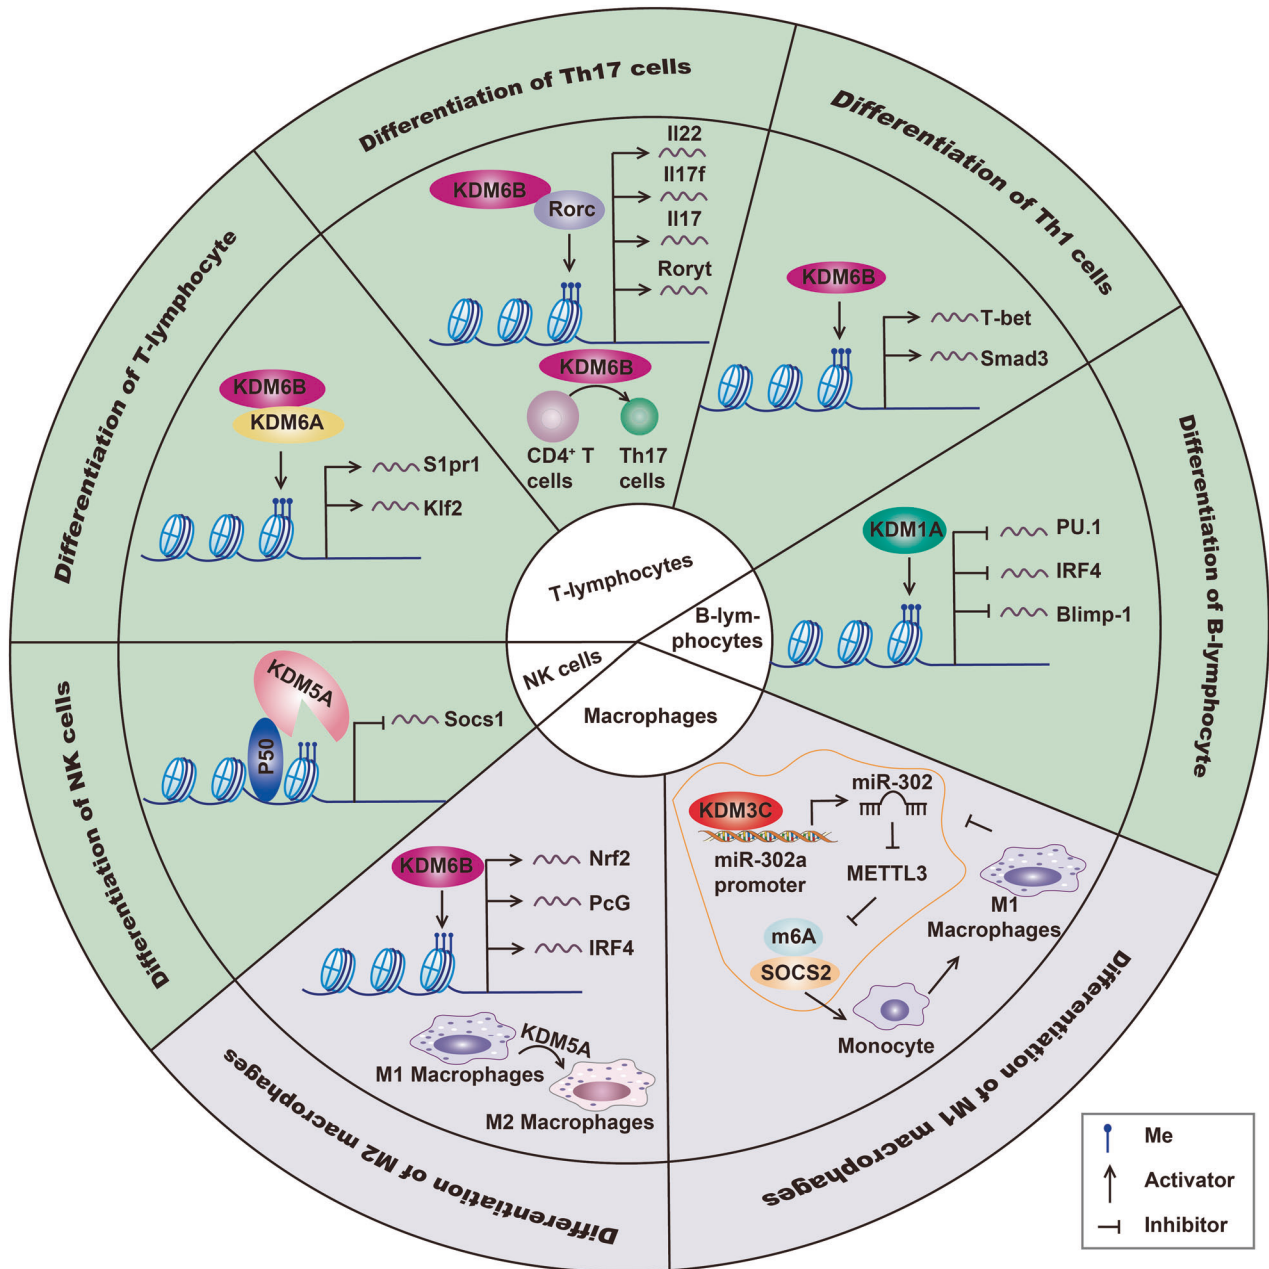 Differentiation of Th17 cells
KDM6B
Rorc
Il22
Il17f
Il17
Roryt
KDM6B
CD4⁺ T
cells
Th17
cells
Differentiation of Th1 cells
KDM6B
T-bet
Smad3
Differentiation of T-lymphocyte
KDM6B
KDM6A
S1pr1
Klf2
Differentiation of B-lymphocyte
KDM1A
PU.1
IRF4
Blimp-1
T-lymphocytes
B-lym-
phocytes
NK cells
Macrophages
Differentiation of NK cells
KDM5A
P50
Socs1
Differentiation of M2 macrophages
KDM6B
Nrf2
PcG
IRF4
M1 Macrophages
KDM5A
M2 Macrophages
Differentiation of M1 macrophages
KDM3C
miR-302a
promoter
miR-302
METTL3
m6A
SOCS2
Monocyte
M1
Macrophages
Me
Activator
Inhibitor